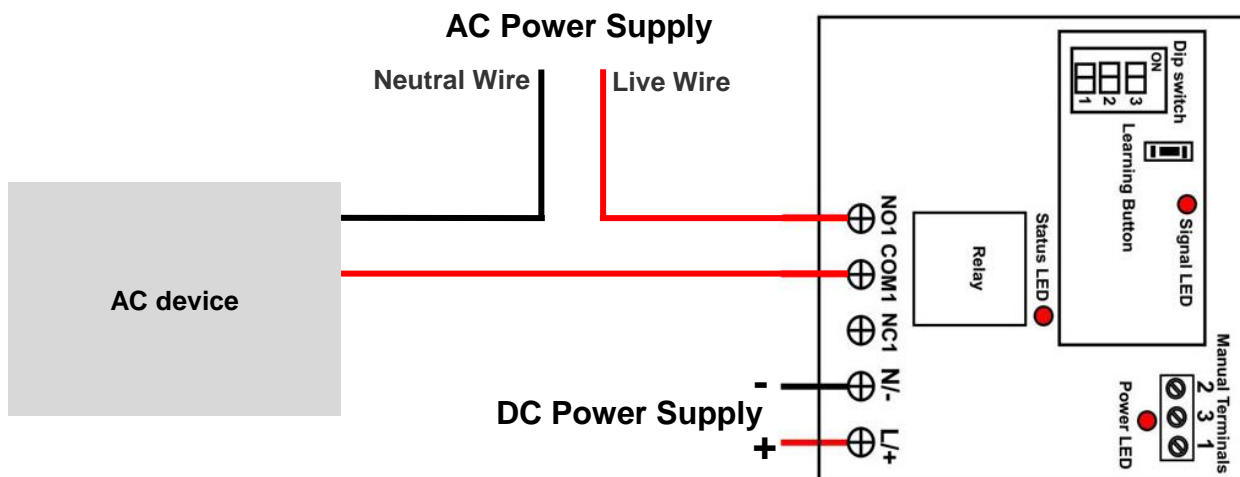 AC Power Supply
Neutral Wire
Live Wire
AC device
DC Power Supply
-
+
NO1
COM1
NC1
N/-
L/+
Relay
Status LED
Dip switch
ON
1
2
3
Learning Button
Signal LED
Manual Terminals
2
3
1
Power LED